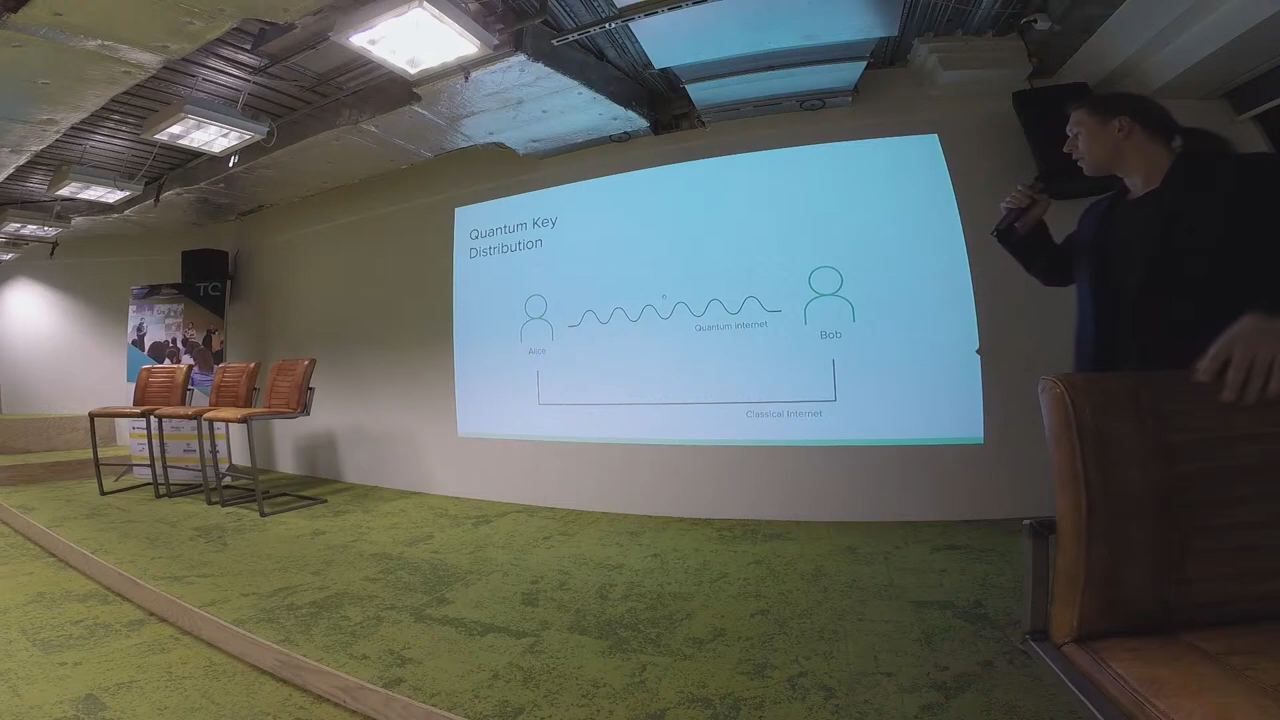 TC
Quantum Key
Distribution
Quantum Internet
Alice
Bob
Classical Internet